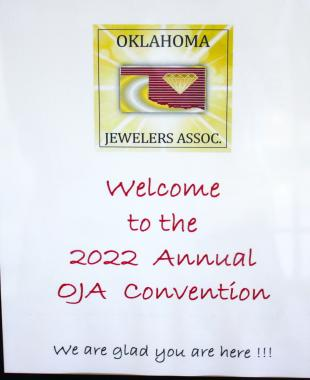 OKLAHOMA
JEWELERS ASSOC.
Welcome
to the
2022 Annual
OJA Convention
We are glad you are here !!!